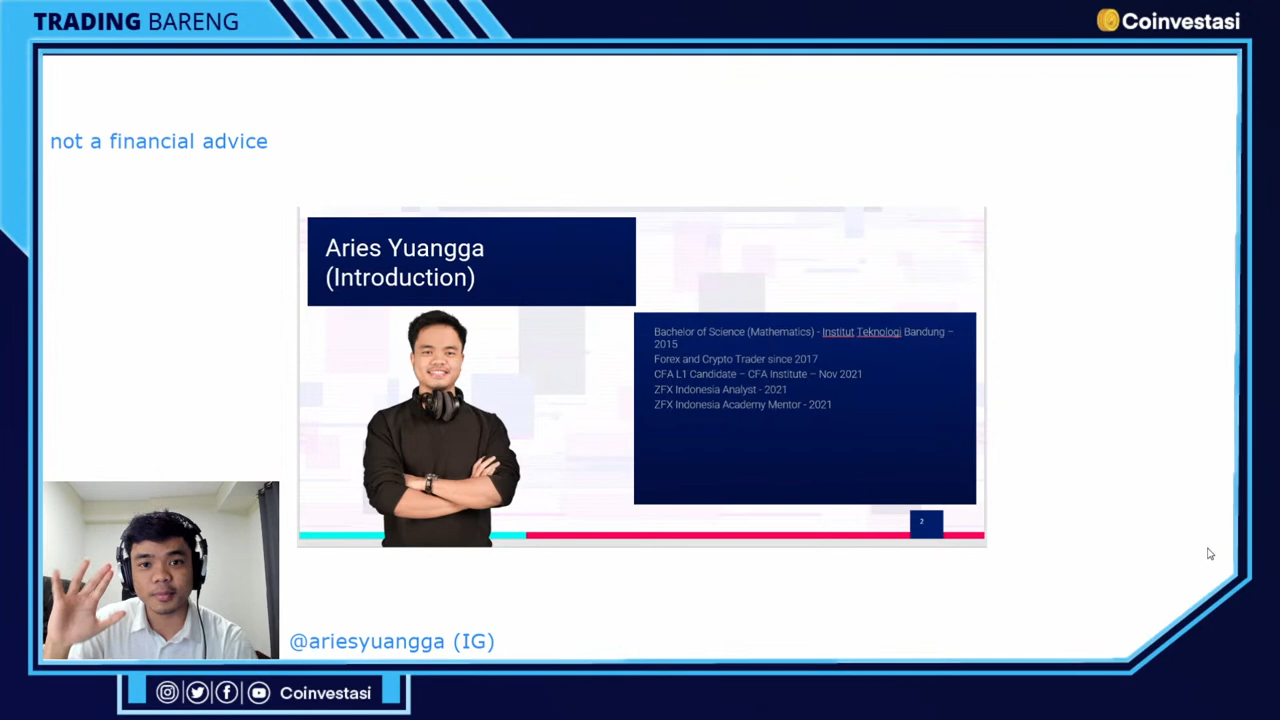 TRADING BARENG
Coinvestasi
not a financial advice
Aries Yuangga
(Introduction)
Bachelor of Science (Mathematics) - Institut Teknologi Bandung –
2015
Forex and Crypto Trader since 2017
CFA L1 Candidate – CFA Institute – Nov 2021
ZFX Indonesia Analyst - 2021
ZFX Indonesia Academy Mentor - 2021
2
@ariesyuangga (IG)
Coinvestasi